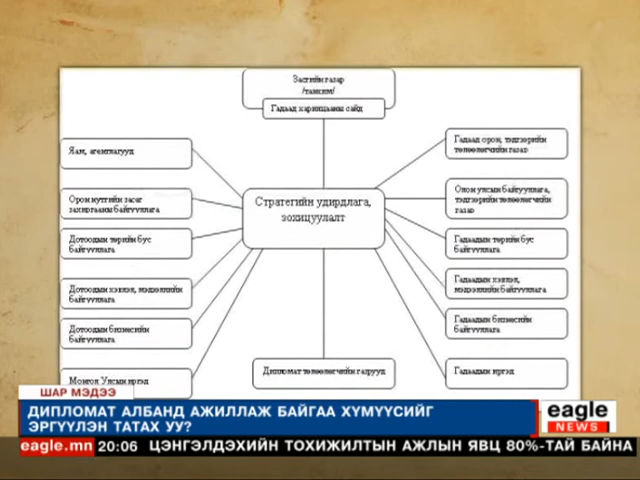 Засгийн газар
/танхим/
Гадаад харилцааны сайд
Яам, агентлагууд
Гадаад орон, тэдгээрийн
төлөөлөгчийн газар
Орон нутгийн засаг
захиргааны байгууллага
Стратегийн удирдлага,
зохицуулалт
Олон улсын байгууллага,
тэдгээрийн төлөөлөгчийн
газар
Дотоодын төрийн бус
байгууллага
Гадаадын төрийн бус
байгууллага
Дотоодын хэвлэл, мэдээллийн
байгууллага
Гадаадын хэвлэл,
мэдээллийн байгууллага
Дотоодын бизнесийн
байгууллага
Гадаадын бизнесийн
байгууллага
Монгол Улсын иргэд
Дипломат төлөөлөгчийн газрууд
Гадаадын иргэд
ШАР МЭДЭЭ
ДИПЛОМАТ АЛБАНД АЖИЛЛАЖ БАЙГАА ХҮМҮҮСИЙГ
ЭРГҮҮЛЭН ТАТАХ УУ?
eagle
NEWS
eagle.mn 20:06 ЦЭНГЭЛДЭХИЙН ТОХИЖИЛТЫН АЖЛЫН ЯВЦ 80%-ТАЙ БАЙНА